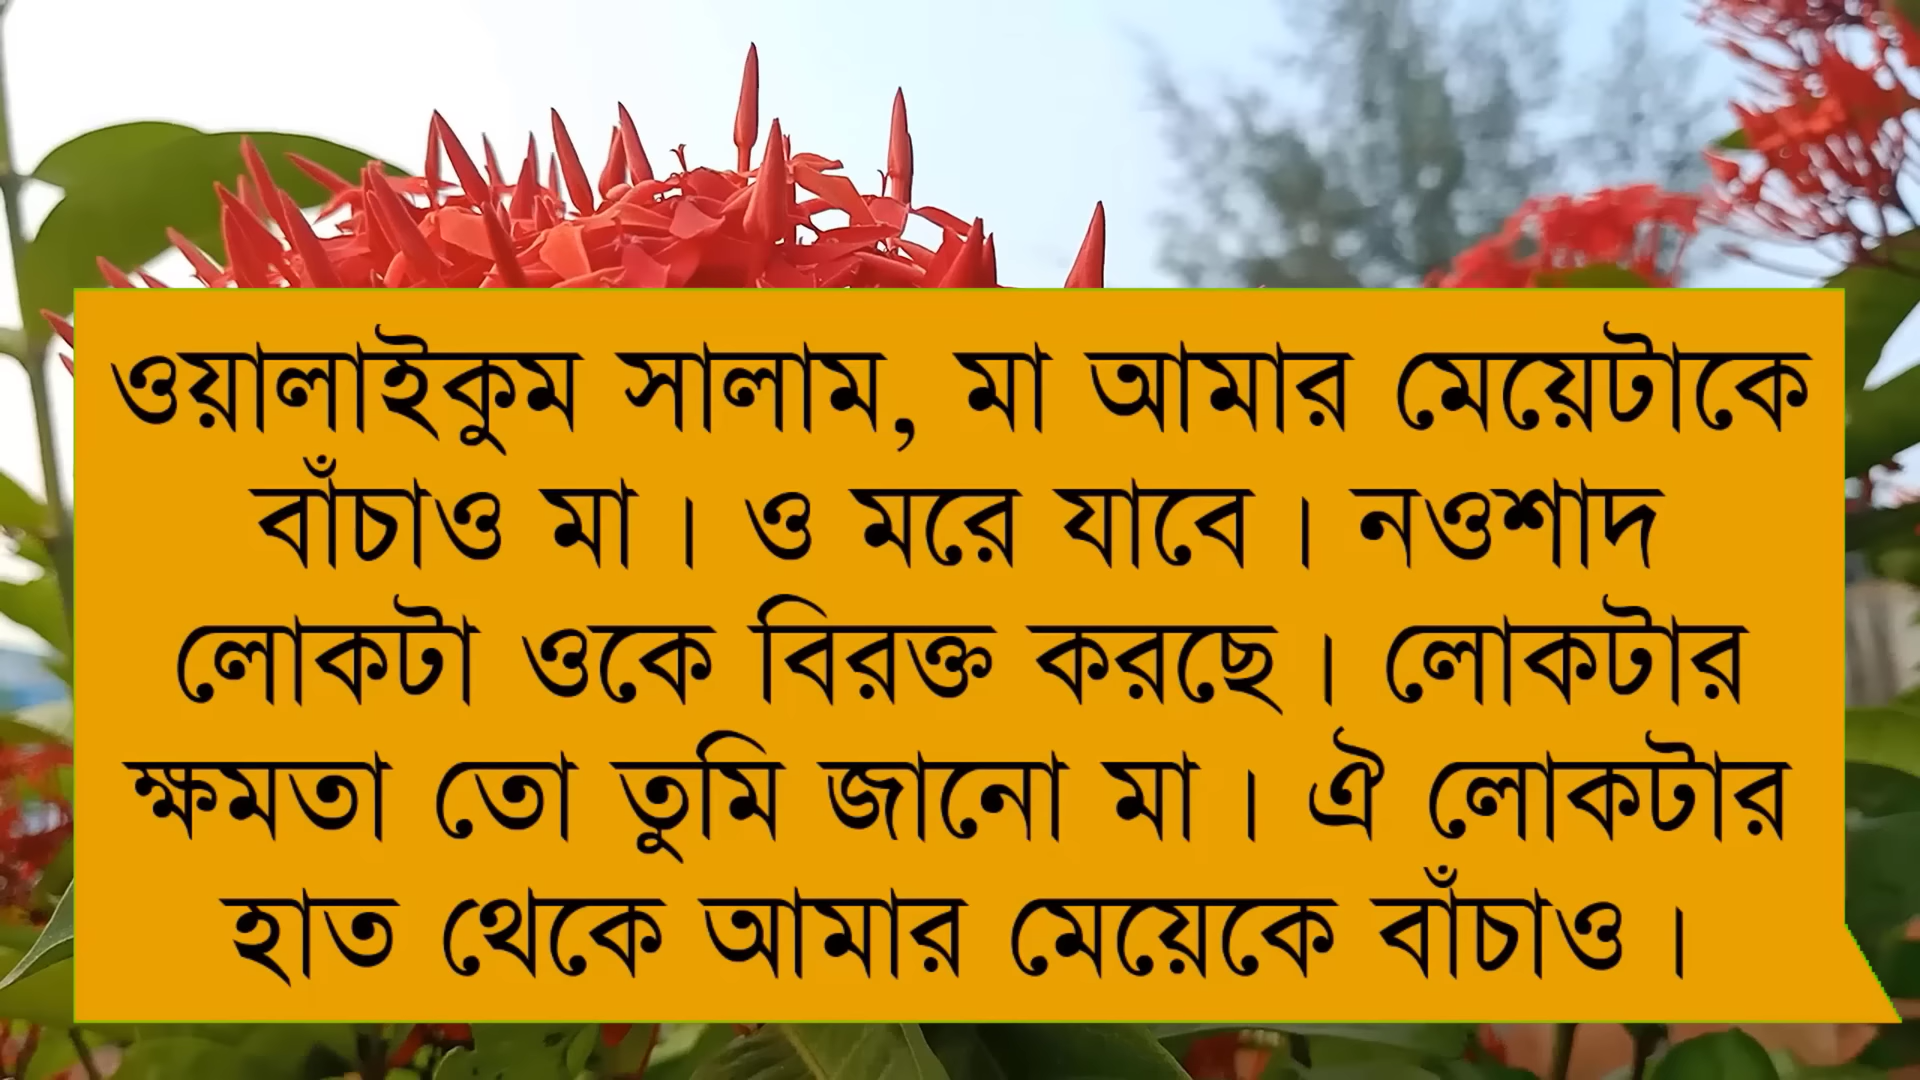 ওয়ালাইকুম সালাম, মা আমার মেয়েটাকে
বাঁচাও মা। ও মরে যাবে। নওশাদ
লোকটা ওকে বিরক্ত করছে। লোকটার
ক্ষমতা তো তুমি জানো মা। ঐ লোকটার
হাত থেকে আমার মেয়েকে বাঁচাও।